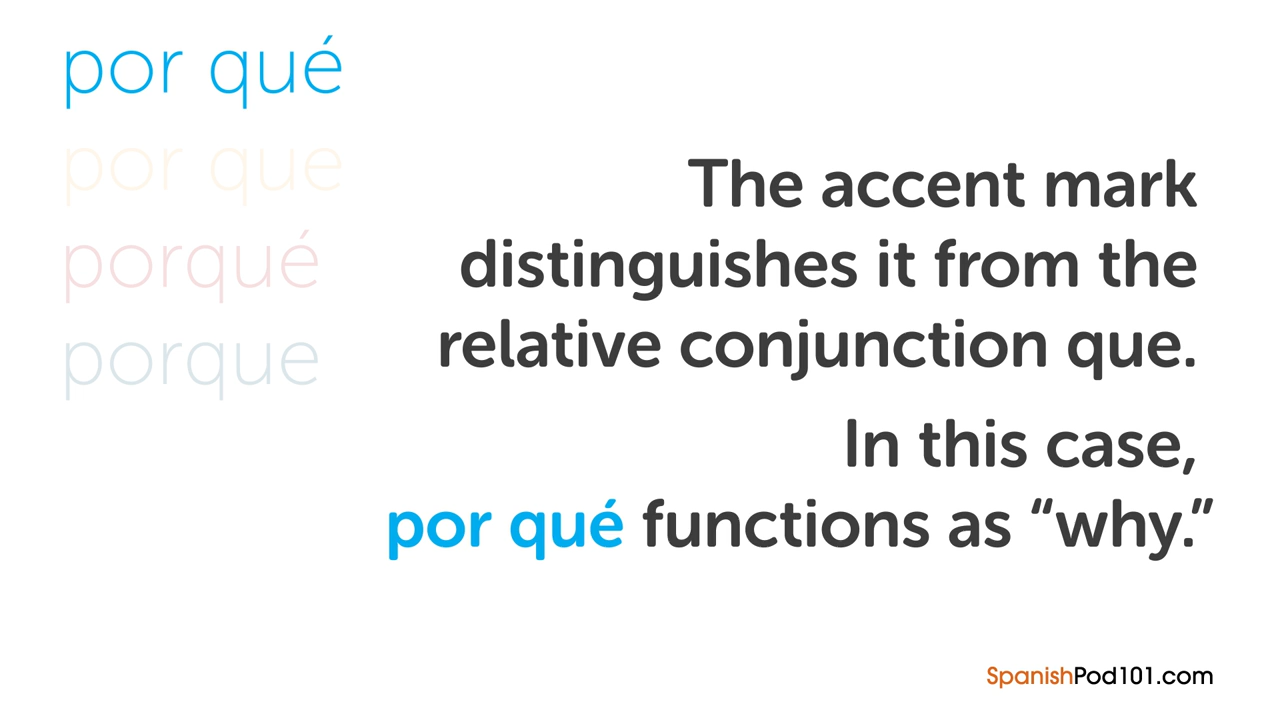 por qué
por que
porqué
porque
The accent mark
distinguishes it from the
relative conjunction que.
In this case,
por qué functions as “why.”
SpanishPod101.com